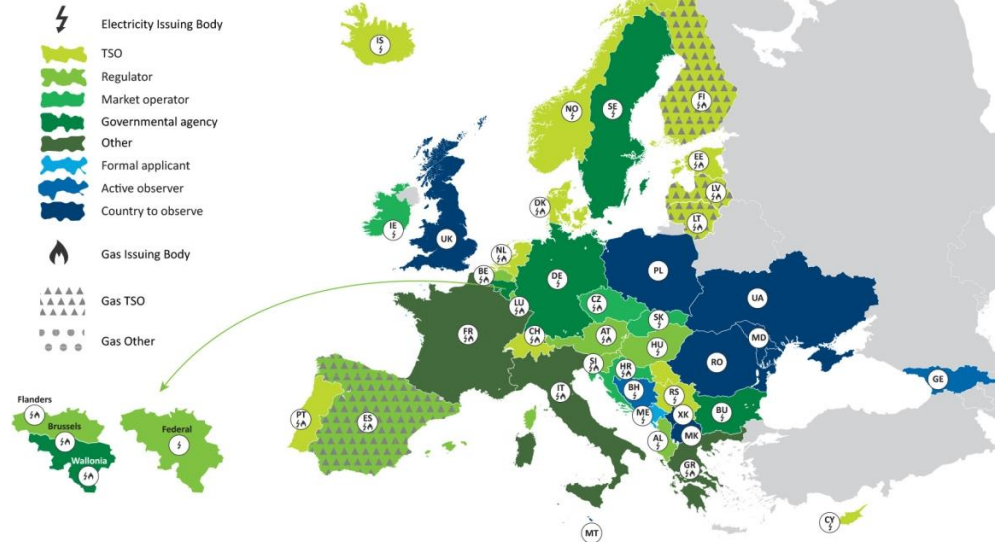 Electricity Issuing Body
TSO
Regulator
Market operator
Governmental agency
Other
Formal applicant
Active observer
Country to observe
Gas Issuing Body
Gas TSO
Gas Other
IS
NO
SE
FI
EE
LV
LT
DK
IE
UK
NL
BE
DE
PL
LU
CZ
UA
SK
FR
CH
AT
HU
MD
SI
HR
RO
BH
RS
GE
IT
ME
XK
BU
PT
ES
AL
MK
GR
CY
MT
Flanders
Brussels
Wallonia
Federal